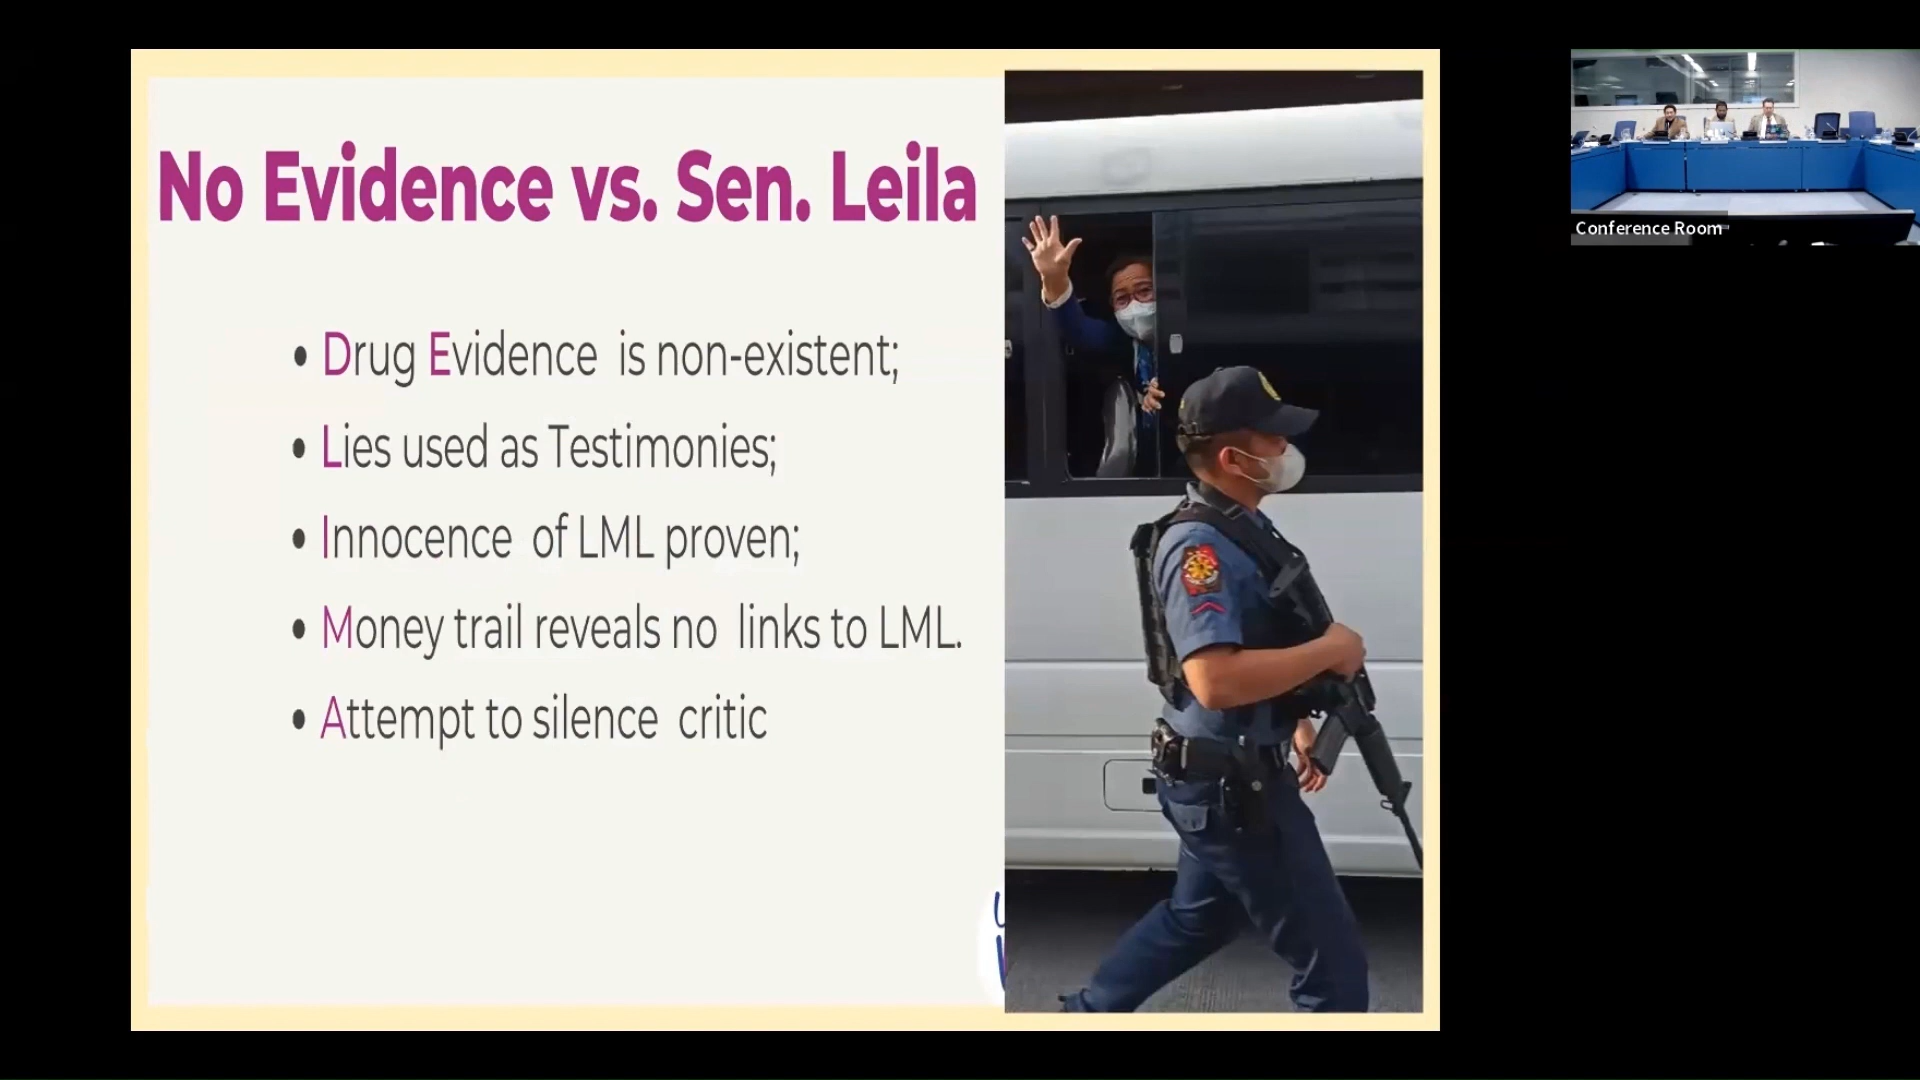 No Evidence vs. Sen. Leila
• Drug Evidence is non-existent;
• Lies used as Testimonies;
• Innocence of LML proven;
• Money trail reveals no links to LML.
• Attempt to silence critic
Conference Room